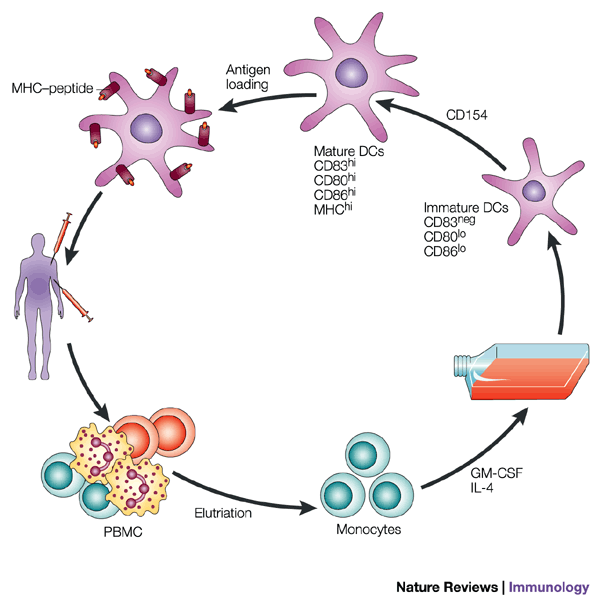 MHC–peptide
Antigen
loading
CD154
Mature DCs
CD83hi
CD80hi
CD86hi
MHChi
Immature DCs
CD83neg
CD80lo
CD86lo
GM-CSF
IL-4
Monocytes
Elutriation
PBMC
Nature Reviews | Immunology